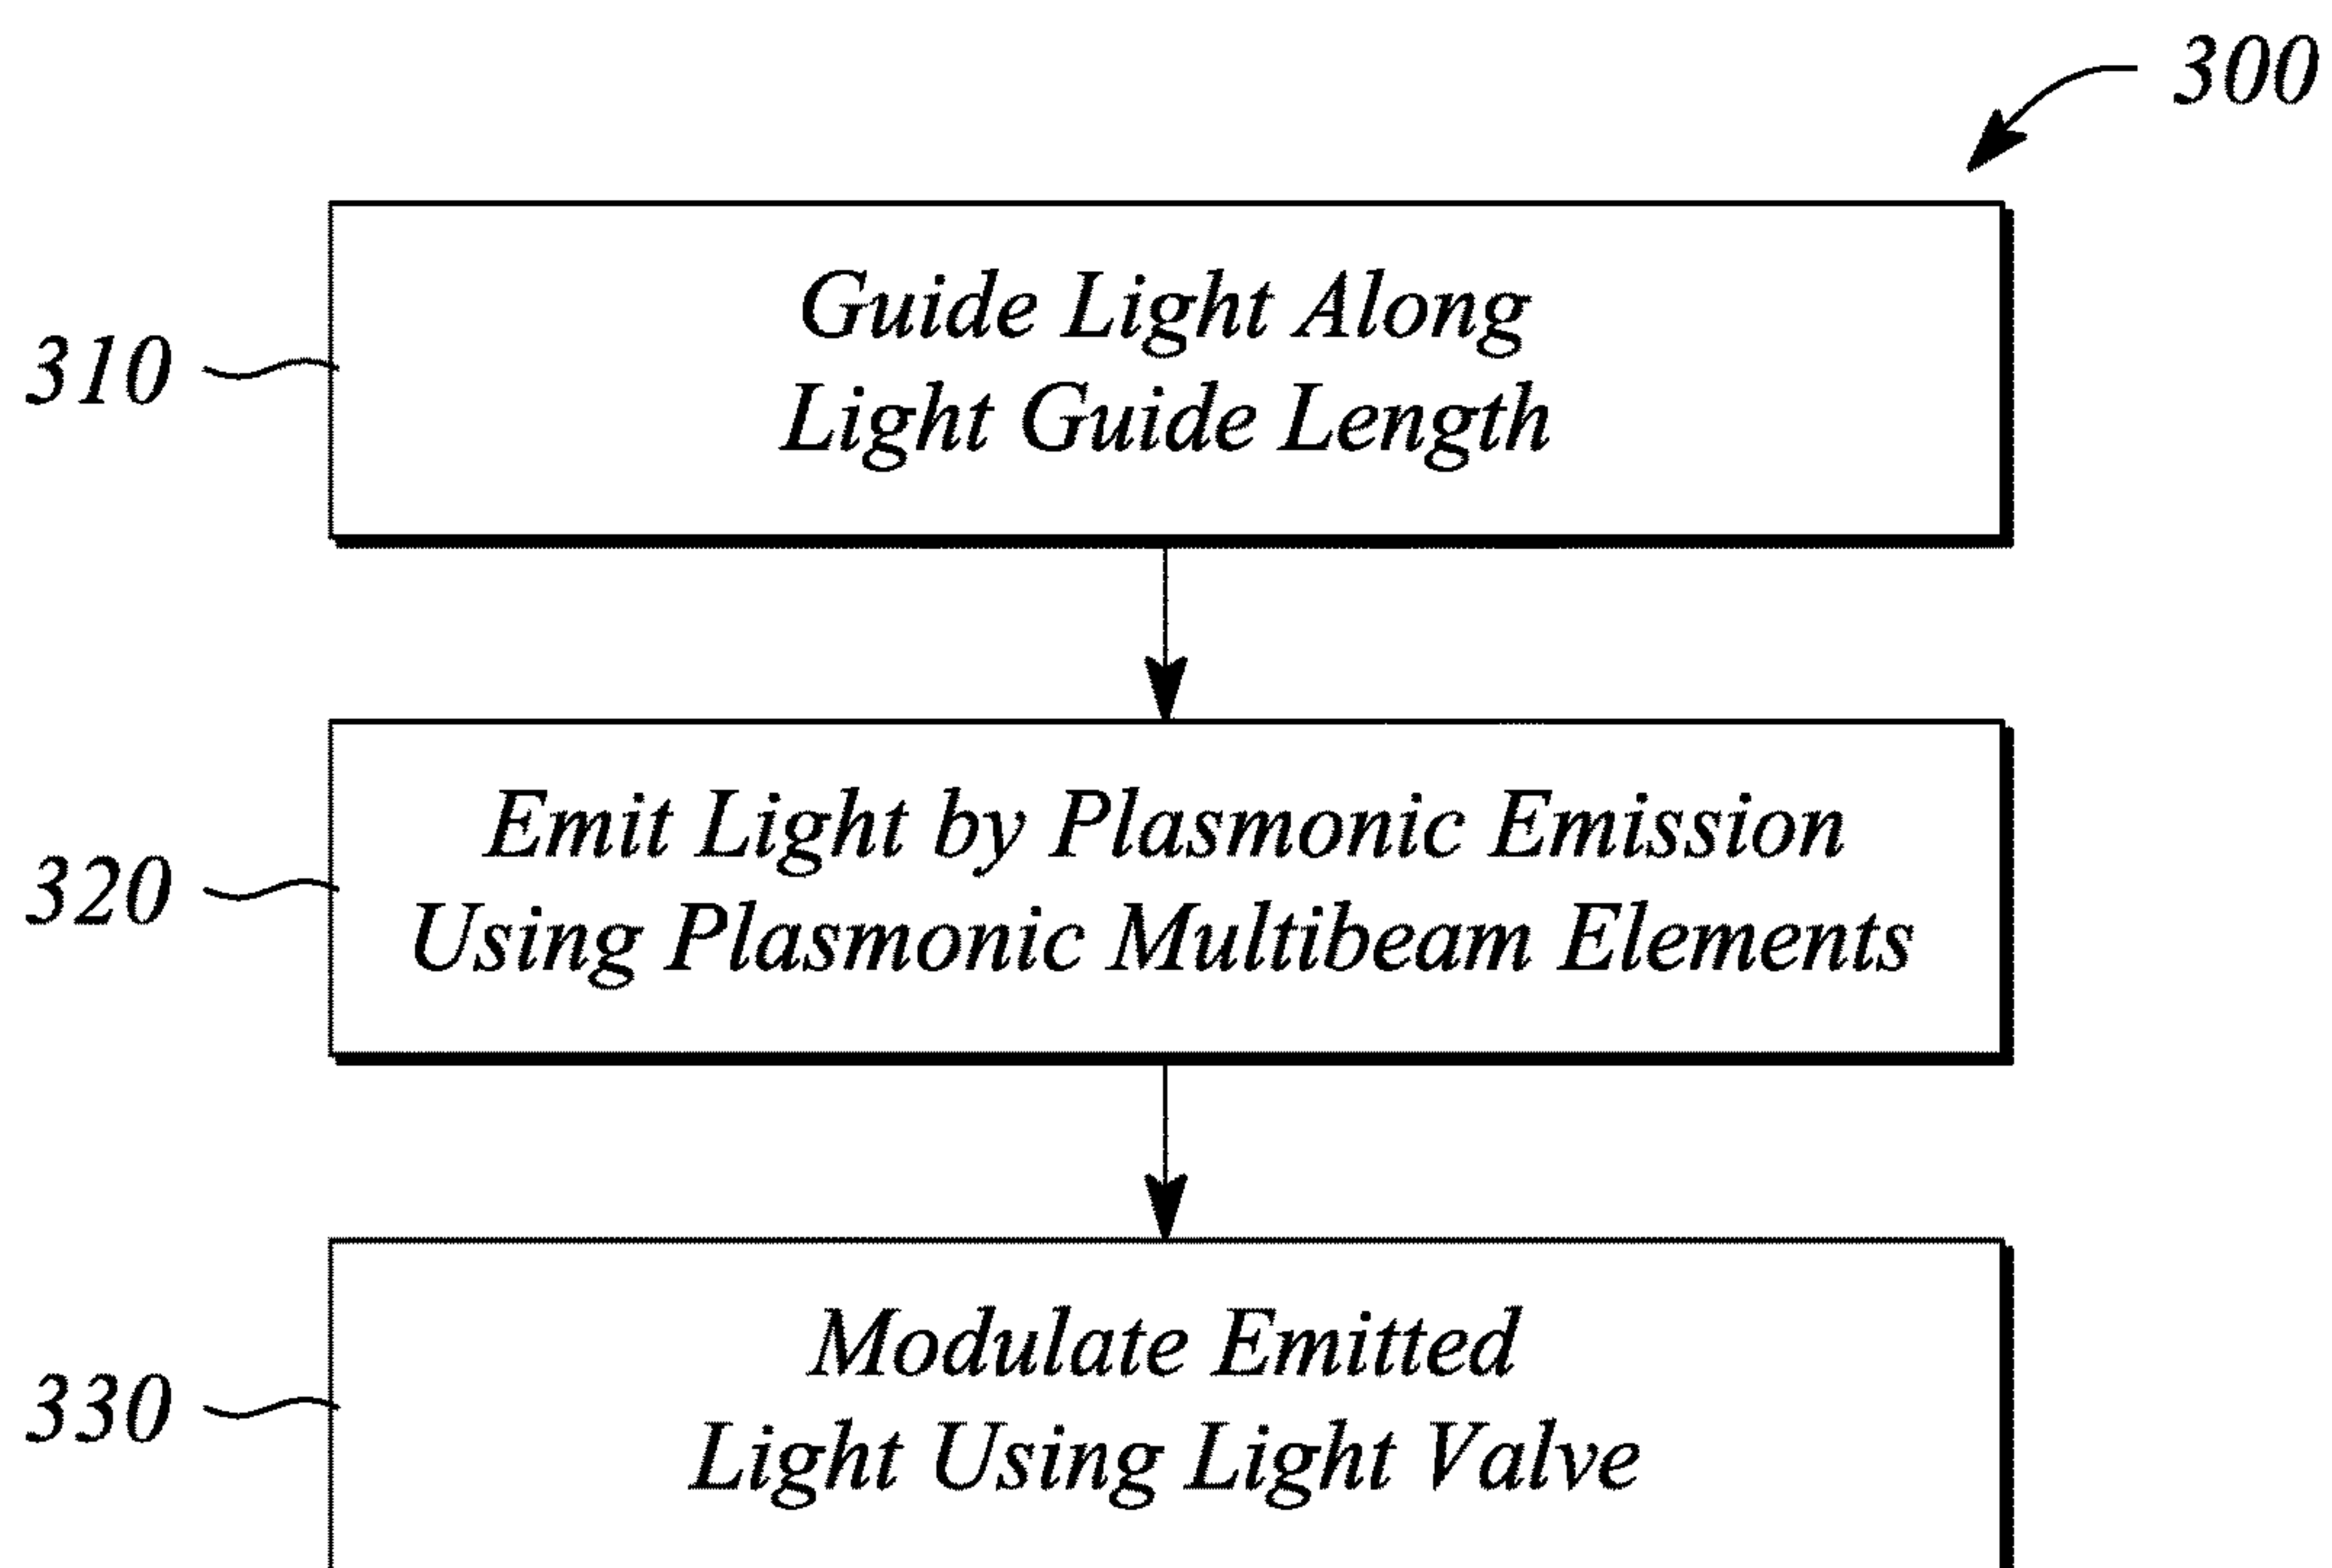 300
310
Guide Light Along
Light Guide Length
320
Emit Light by Plasmonic Emission
Using Plasmonic Multibeam Elements
330
Modulate Emitted
Light Using Light Valve